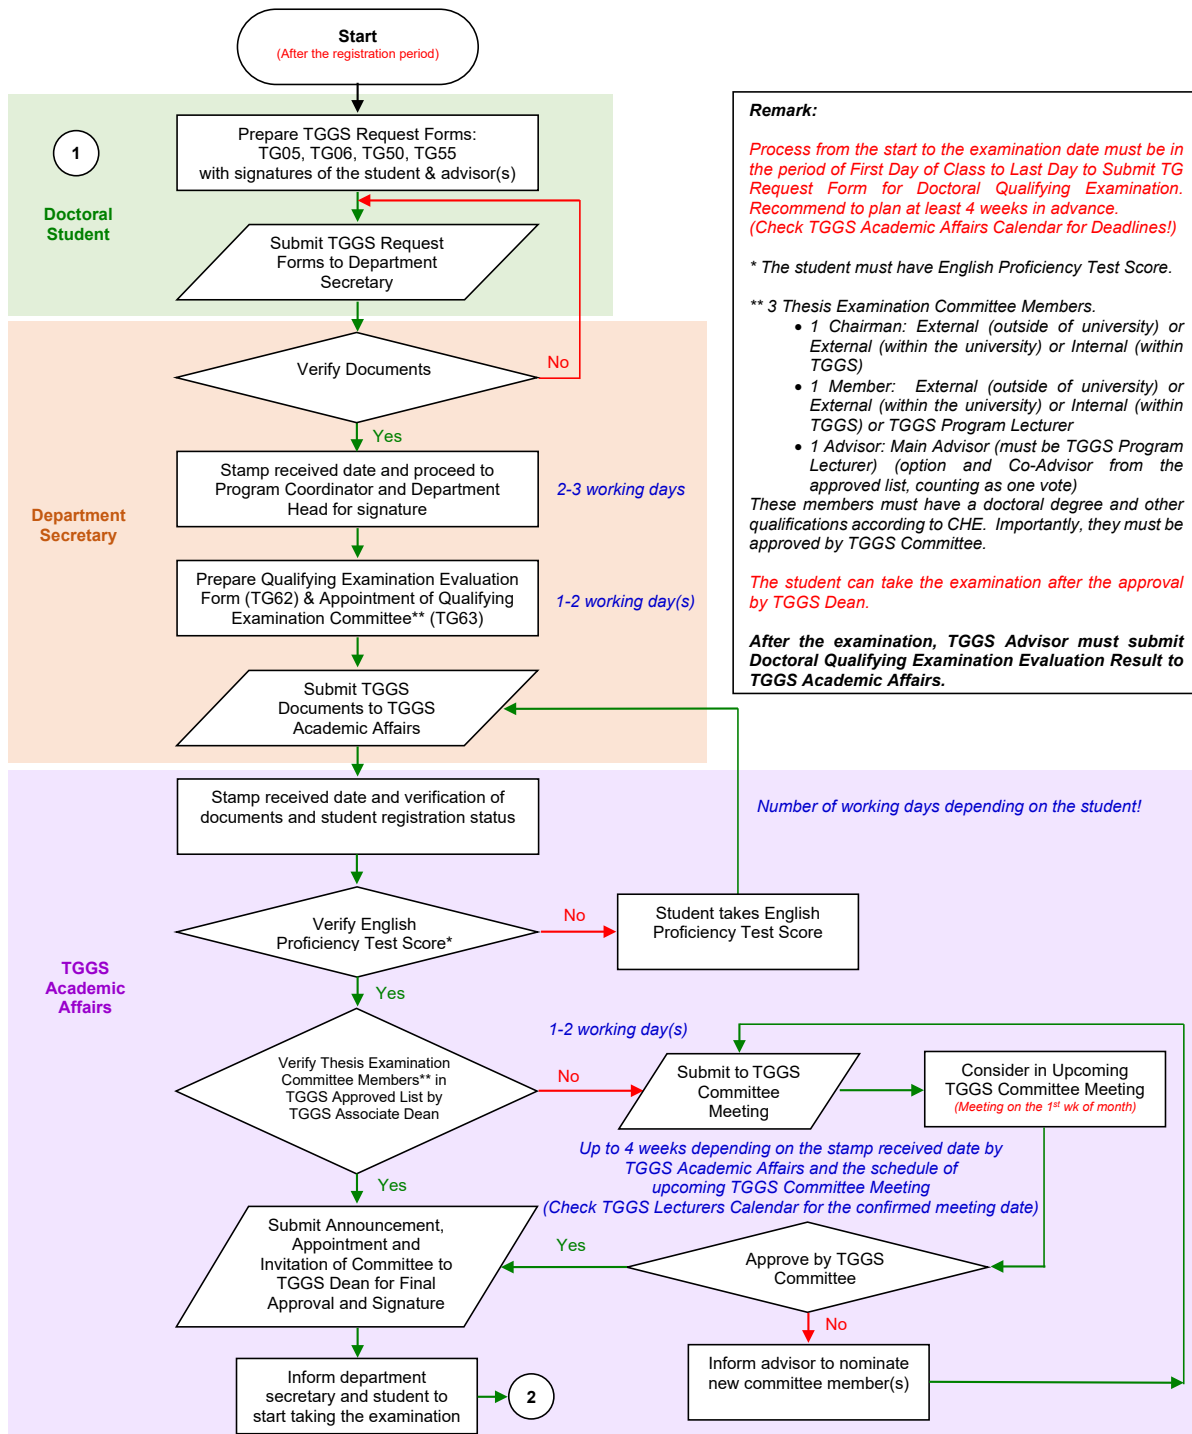 Start
(After the registration period)
1
Doctoral
Student
Prepare TGGS Request Forms:
TG05, TG06, TG50, TG55
with signatures of the student & advisor(s)
Submit TGGS Request
Forms to Department
Secretary
Verify Documents
No
Yes
Department
Secretary
Stamp received date and proceed to
Program Coordinator and Department
Head for signature
2-3 working days
Prepare Qualifying Examination Evaluation
Form (TG62) & Appointment of Qualifying
Examination Committee** (TG63)
1-2 working day(s)
Submit TGGS
Documents to TGGS
Academic Affairs
Remark:
Process from the start to the examination date must be in
the period of First Day of Class to Last Day to Submit TG
Request Form for Doctoral Qualifying Examination.
Recommend to plan at least 4 weeks in advance.
(Check TGGS Academic Affairs Calendar for Deadlines!)
* The student must have English Proficiency Test Score.
** 3 Thesis Examination Committee Members.
• 1 Chairman: External (outside of university) or
External (within the university) or Internal (within
TGGS)
• 1 Member: External (outside of university) or
External (within the university) or Internal (within
TGGS) or TGGS Program Lecturer
• 1 Advisor: Main Advisor (must be TGGS Program
Lecturer) (option and Co-Advisor from the
approved list, counting as one vote)
These members must have a doctoral degree and other
qualifications according to CHE. Importantly, they must be
approved by TGGS Committee.
The student can take the examination after the approval
by TGGS Dean.
After the examination, TGGS Advisor must submit
Doctoral Qualifying Examination Evaluation Result to
TGGS Academic Affairs.
TGGS
Academic
Affairs
Stamp received date and verification of
documents and student registration status
Number of working days depending on the student!
Verify English
Proficiency Test Score*
No
Student takes English
Proficiency Test Score
Yes
1-2 working day(s)
Verify Thesis Examination
Committee Members** in
TGGS Approved List by
TGGS Associate Dean
No
Submit to TGGS
Committee
Meeting
Consider in Upcoming
TGGS Committee Meeting
(Meeting on the 1st wk of month)
Up to 4 weeks depending on the stamp received date by
TGGS Academic Affairs and the schedule of
upcoming TGGS Committee Meeting
(Check TGGS Lecturers Calendar for the confirmed meeting date)
Yes
Submit Announcement,
Appointment and
Invitation of Committee to
TGGS Dean for Final
Approval and Signature
Yes
Approve by TGGS
Committee
No
Inform advisor to nominate
new committee member(s)
Inform department
secretary and student to
start taking the examination
2